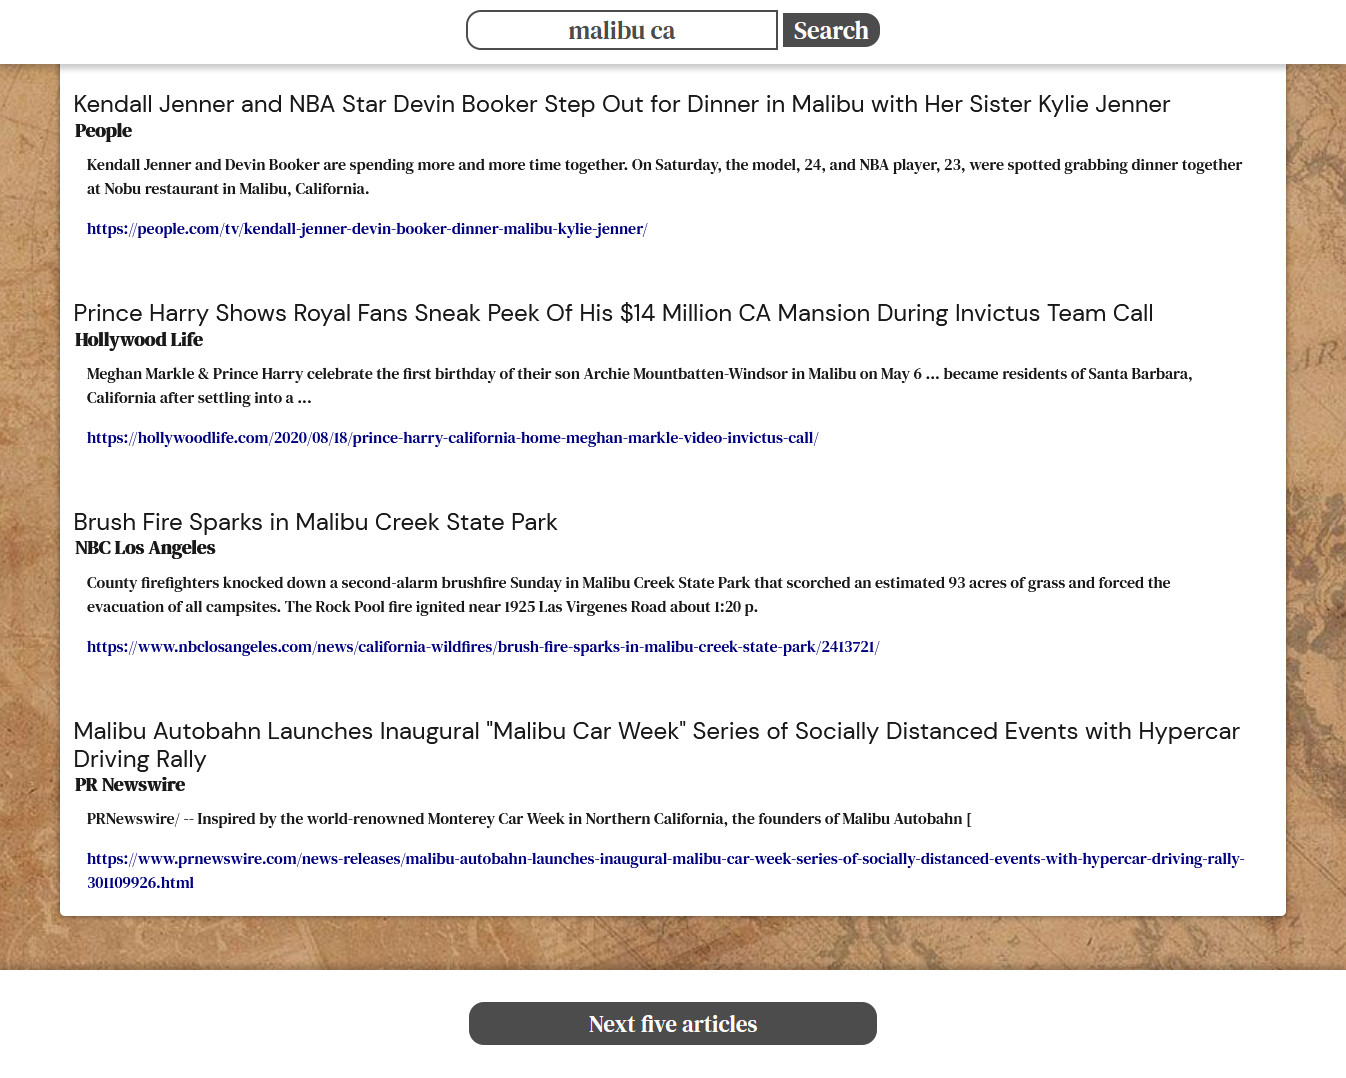 malibu ca
Search
Kendall Jenner and NBA Star Devin Booker Step Out for Dinner in Malibu with Her Sister Kylie Jenner
People
Kendall Jenner and Devin Booker are spending more and more time together. On Saturday, the model, 24, and NBA player, 23, were spotted grabbing dinner together
at Nobu restaurant in Malibu, California.
https://people.com/tv/kendall-jenner-devin-booker-dinner-malibu-kylie-jenner/
Prince Harry Shows Royal Fans Sneak Peek Of His $14 Million CA Mansion During Invictus Team Call
Hollywood Life
Meghan Markle & Prince Harry celebrate the first birthday of their son Archie Mountbatten-Windsor in Malibu on May 6 ... became residents of Santa Barbara,
California after settling into a ...
https://hollywoodlife.com/2020/08/18/prince-harry-california-home-meghan-markle-video-invictus-call/
Brush Fire Sparks in Malibu Creek State Park
NBC Los Angeles
County firefighters knocked down a second-alarm brushfire Sunday in Malibu Creek State Park that scorched an estimated 93 acres of grass and forced the
evacuation of all campsites. The Rock Pool fire ignited near 1925 Las Virgenes Road about 1:20 p.
https://www.nbclosangeles.com/news/california-wildfires/brush-fire-sparks-in-malibu-creek-state-park/2413721/
Malibu Autobahn Launches Inaugural "Malibu Car Week" Series of Socially Distanced Events with Hypercar
Driving Rally
PR Newswire
PRNewswire/ -- Inspired by the world-renowned Monterey Car Week in Northern California, the founders of Malibu Autobahn [
https://www.prnewswire.com/news-releases/malibu-autobahn-launches-inaugural-malibu-car-week-series-of-socially-distanced-events-with-hypercar-driving-rally-
301109926.html
Next five articles